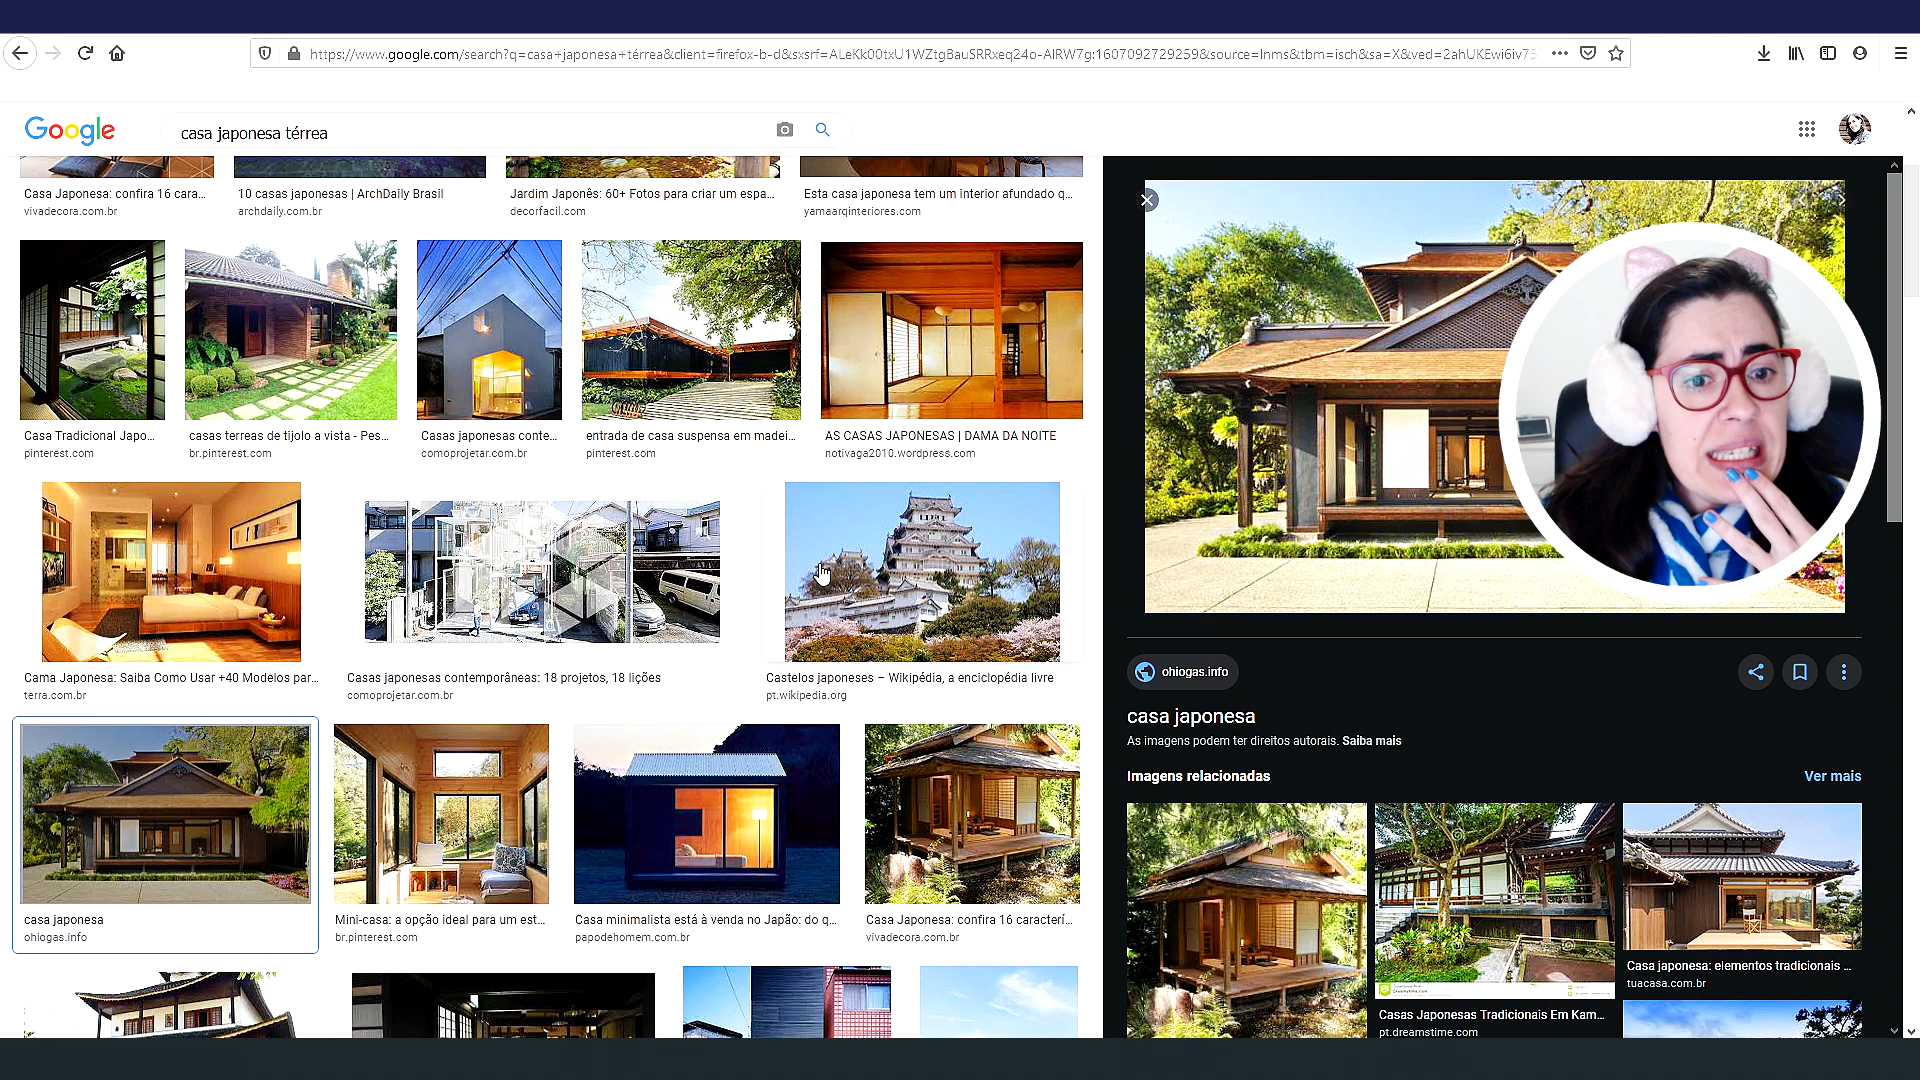 https://www.google.com/search?q=casa+japonesa+térrea&client=firefox-b-d&sxsrf=ALeKk00txU1WZtgBauSRRxeq24o-AlRW7g:1607092729259&source=lnms&tbm=isch&sa=X&ved=2ahUKEwi6iv75
Google
casa japonesa térrea
Casa Japonesa: confira 16 cara...
vivadecora.com.br
10 casas japonesas | ArchDaily Brasil
archdaily.com.br
Jardim Japonês: 60+ Fotos para criar um espa...
decorfacil.com
Esta casa japonesa tem um interior afundado q...
yamaarqinteriores.com
Casa Tradicional Japo...
pinterest.com
casas terreas de tijolo a vista - Pes...
br.pinterest.com
Casas japonesas conte...
comoprojetar.com.br
entrada de casa suspensa em madei...
pinterest.com
AS CASAS JAPONESAS | DAMA DA NOITE
notivaga2010.wordpress.com
Cama Japonesa: Saiba Como Usar +40 Modelos par...
terra.com.br
Casas japonesas contemporâneas: 18 projetos, 18 lições
comoprojetar.com.br
Castelos japoneses – Wikipédia, a enciclopédia livre
pt.wikipedia.org
casa japonesa
ohiogas.info
Mini-casa: a opção ideal para um est...
br.pinterest.com
Casa minimalista está à venda no Japão: do q...
papodehomem.com.br
Casa Japonesa: confira 16 caracterí...
vivadecora.com.br
ohiogas.info
casa japonesa
As imagens podem ter direitos autorais. Saiba mais
Imagens relacionadas
Ver mais
Casas Japonesas Tradicionais Em Kam...
pt.dreamstime.com
Casa japonesa: elementos tradicionais ...
tuacasa.com.br